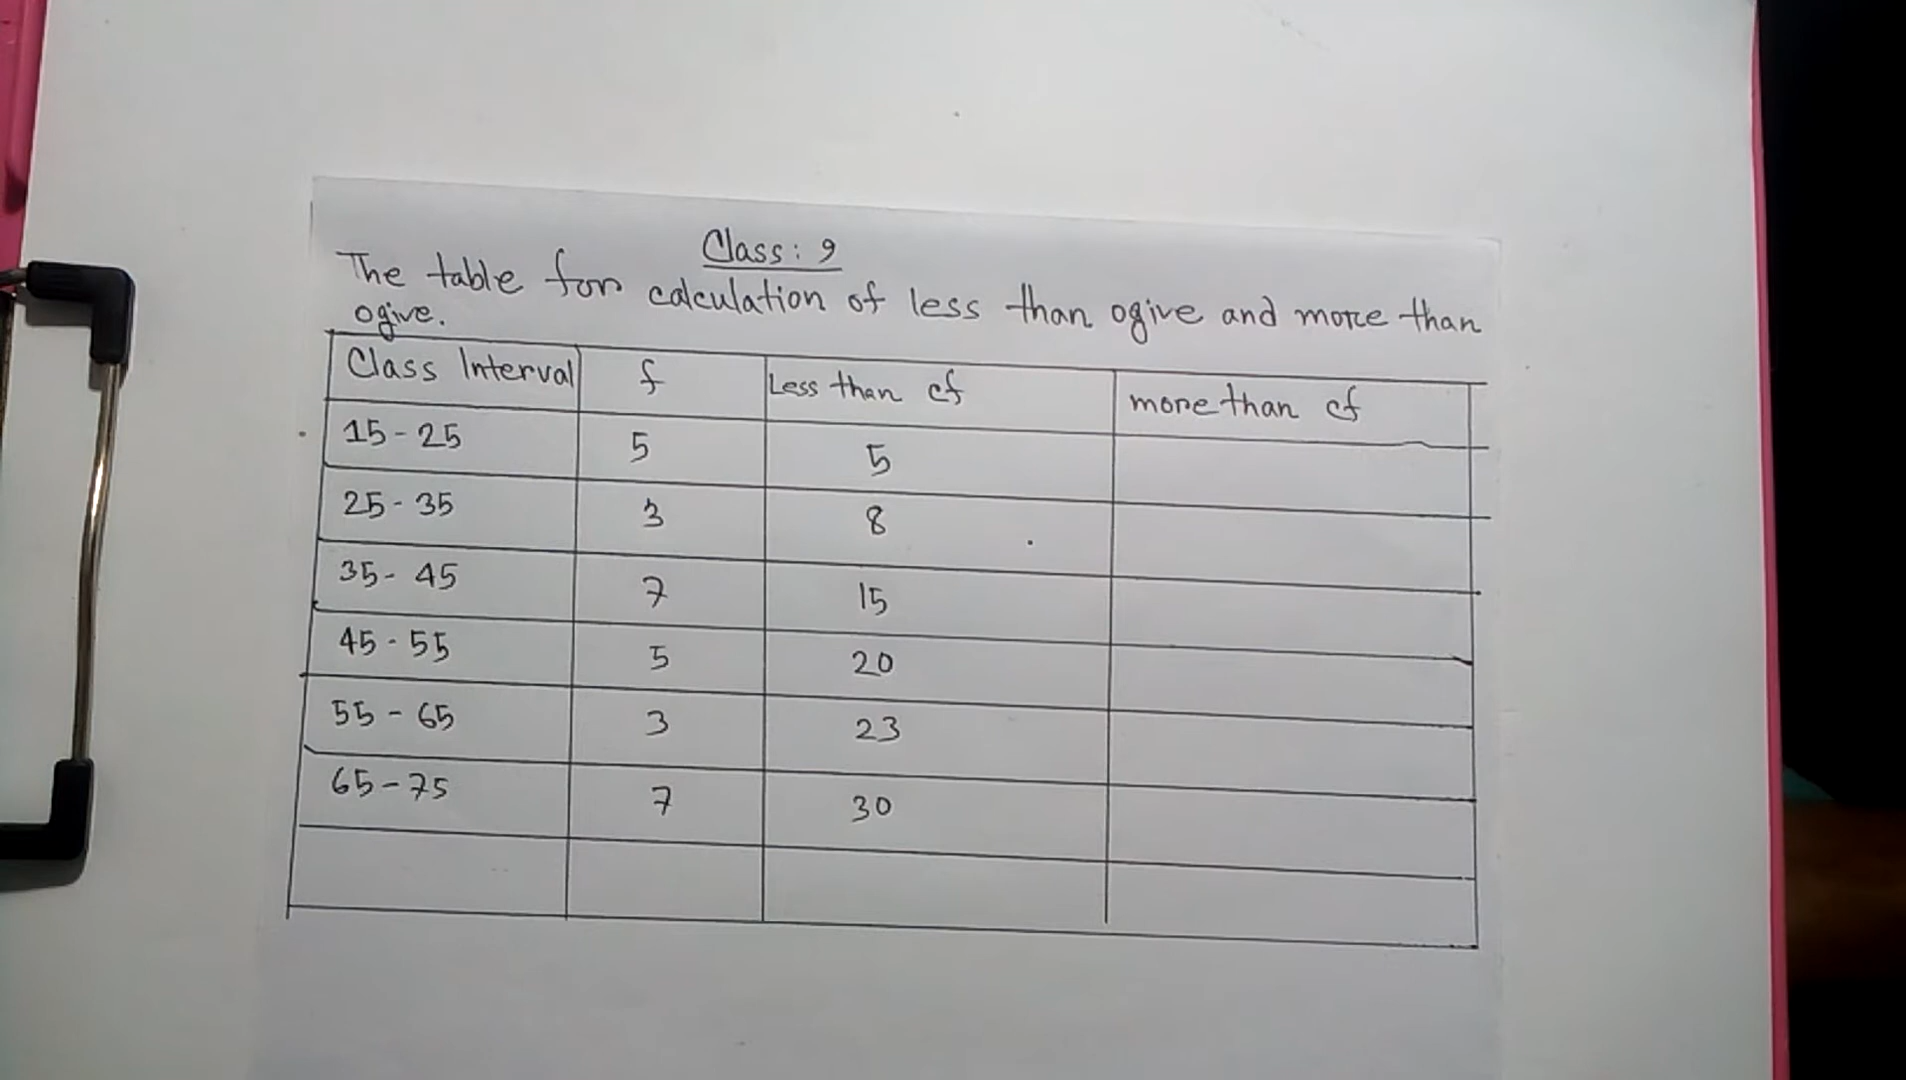 Class: 9
The table for calculation of less than ogive and more than
ogive.
Class Interval f Less than cf more than cf
15-25 5 5
25-35 3 8
35-45 7 15
45-55 5 20
55-65 3 23
65-75 7 30